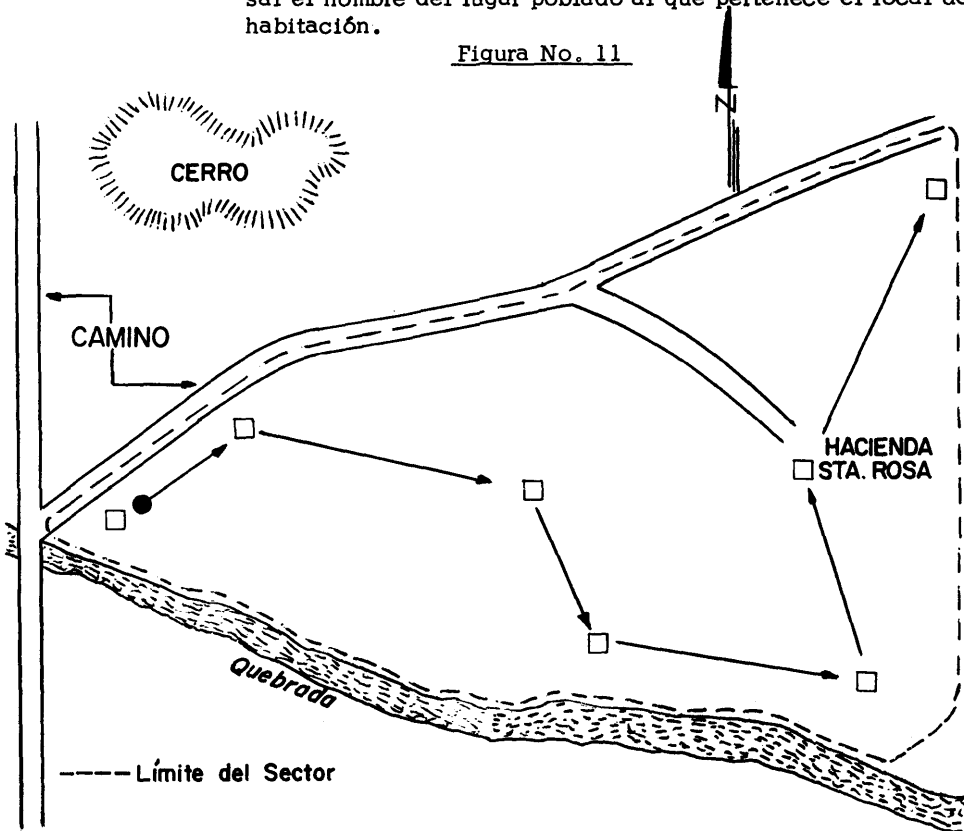 sar el nombre del lugar poblado al que pertenece el local de
habitación.
Figura No. 11
N
CERRO
CAMINO
HACIENDA
STA. ROSA
Quebrada
Límite del Sector